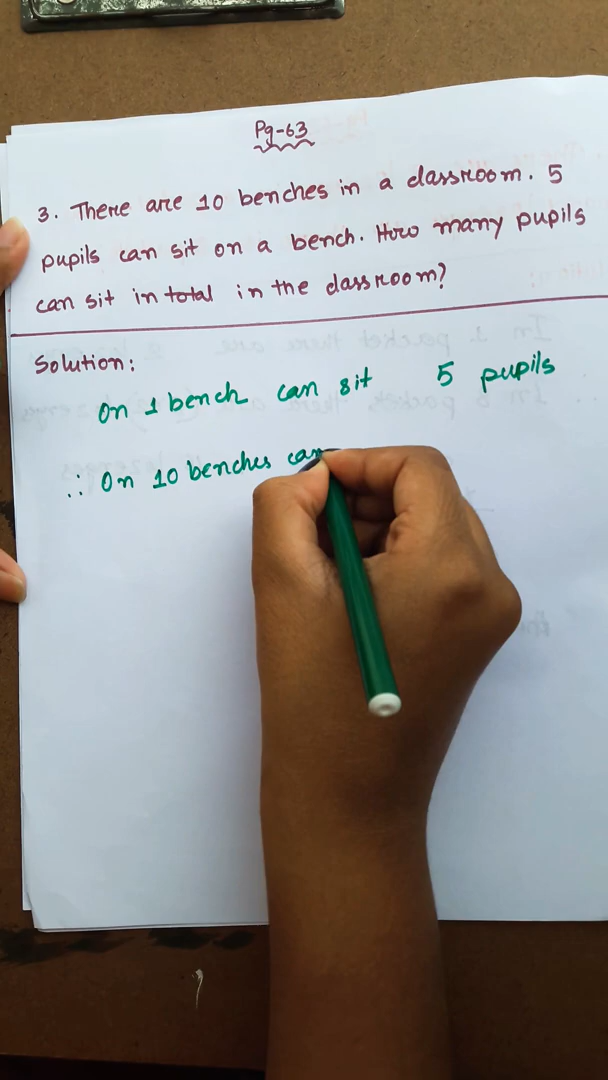 Pg-63
3. There are 10 benches in a classroom. 5
pupils can sit on a bench. How many pupils
can sit in total in the classroom?
Solution:
On 1 bench can sit 5 pupils
∴ On 10 benches can